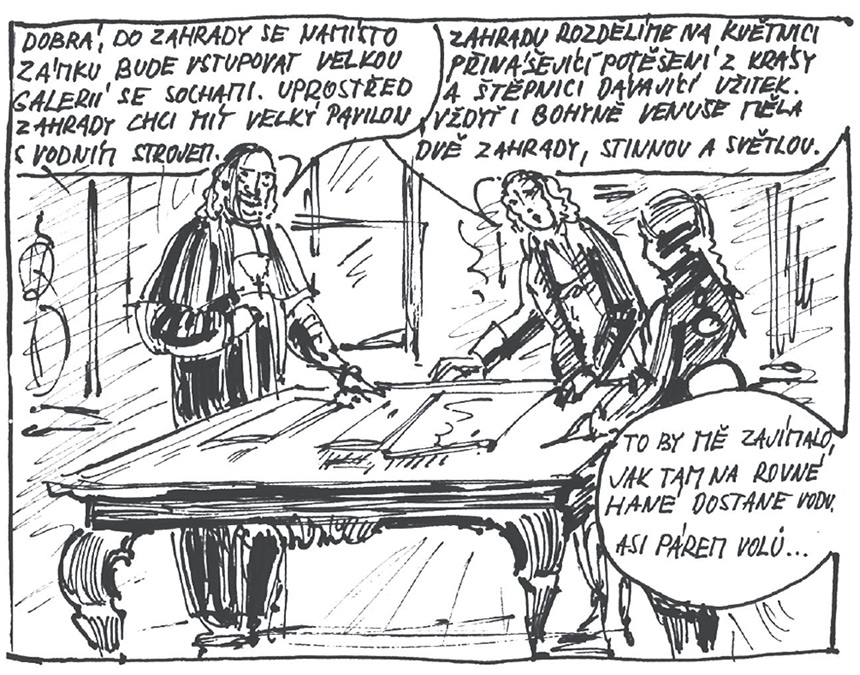 DOBRÁ, DO ZAHRADY SE NAMÍSTO
ZÁMKU BUDE VSTUPOVAT VELKOU
GALERIÍ SE SOCHAMI. UPROSTŘED
ZAHRADY CHCI MÍT VELKÝ PAVILON
S VODNÍM STROJEM.
ZAHRADU ROZDĚLÍME NA KVĚTNICI
PŘINÁŠEJÍCÍ POTĚŠENÍ Z KRÁSY
A ŠTĚPNICI DÁVAJÍCÍ UŽITEK.
VŽDYŤ I BOHYNĚ VENUŠE MĚLA
DVĚ ZAHRADY, STINNOU A SVĚTLOU.
TO BY MĚ ZAJÍMALO,
JAK TAM NA ROVNÉ
HANÉ DOSTANE VODU.
ASI PÁREM VOLŮ...